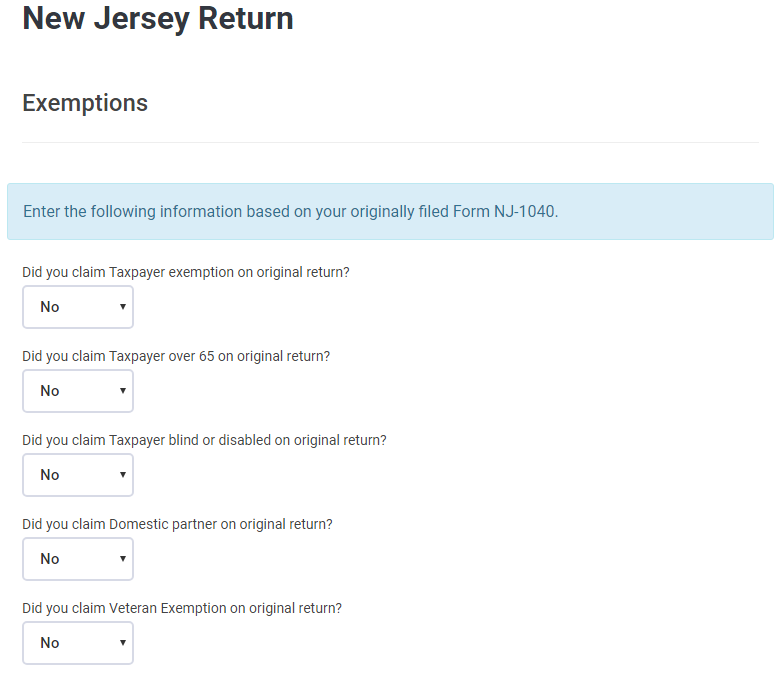 New Jersey Return
Exemptions
Enter the following information based on your originally filed Form NJ-1040.
Did you claim Taxpayer exemption on original return?
No
Did you claim Taxpayer over 65 on original return?
No
Did you claim Taxpayer blind or disabled on original return?
No
Did you claim Domestic partner on original return?
No
Did you claim Veteran Exemption on original return?
No